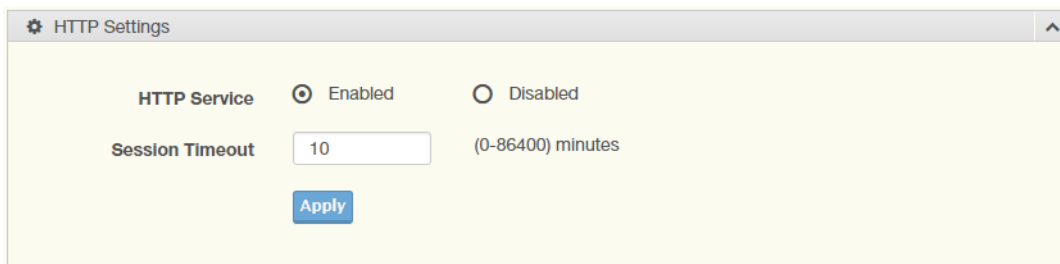 HTTP Settings
HTTP Service Enabled Disabled
Session Timeout 10 (0-86400) minutes
Apply